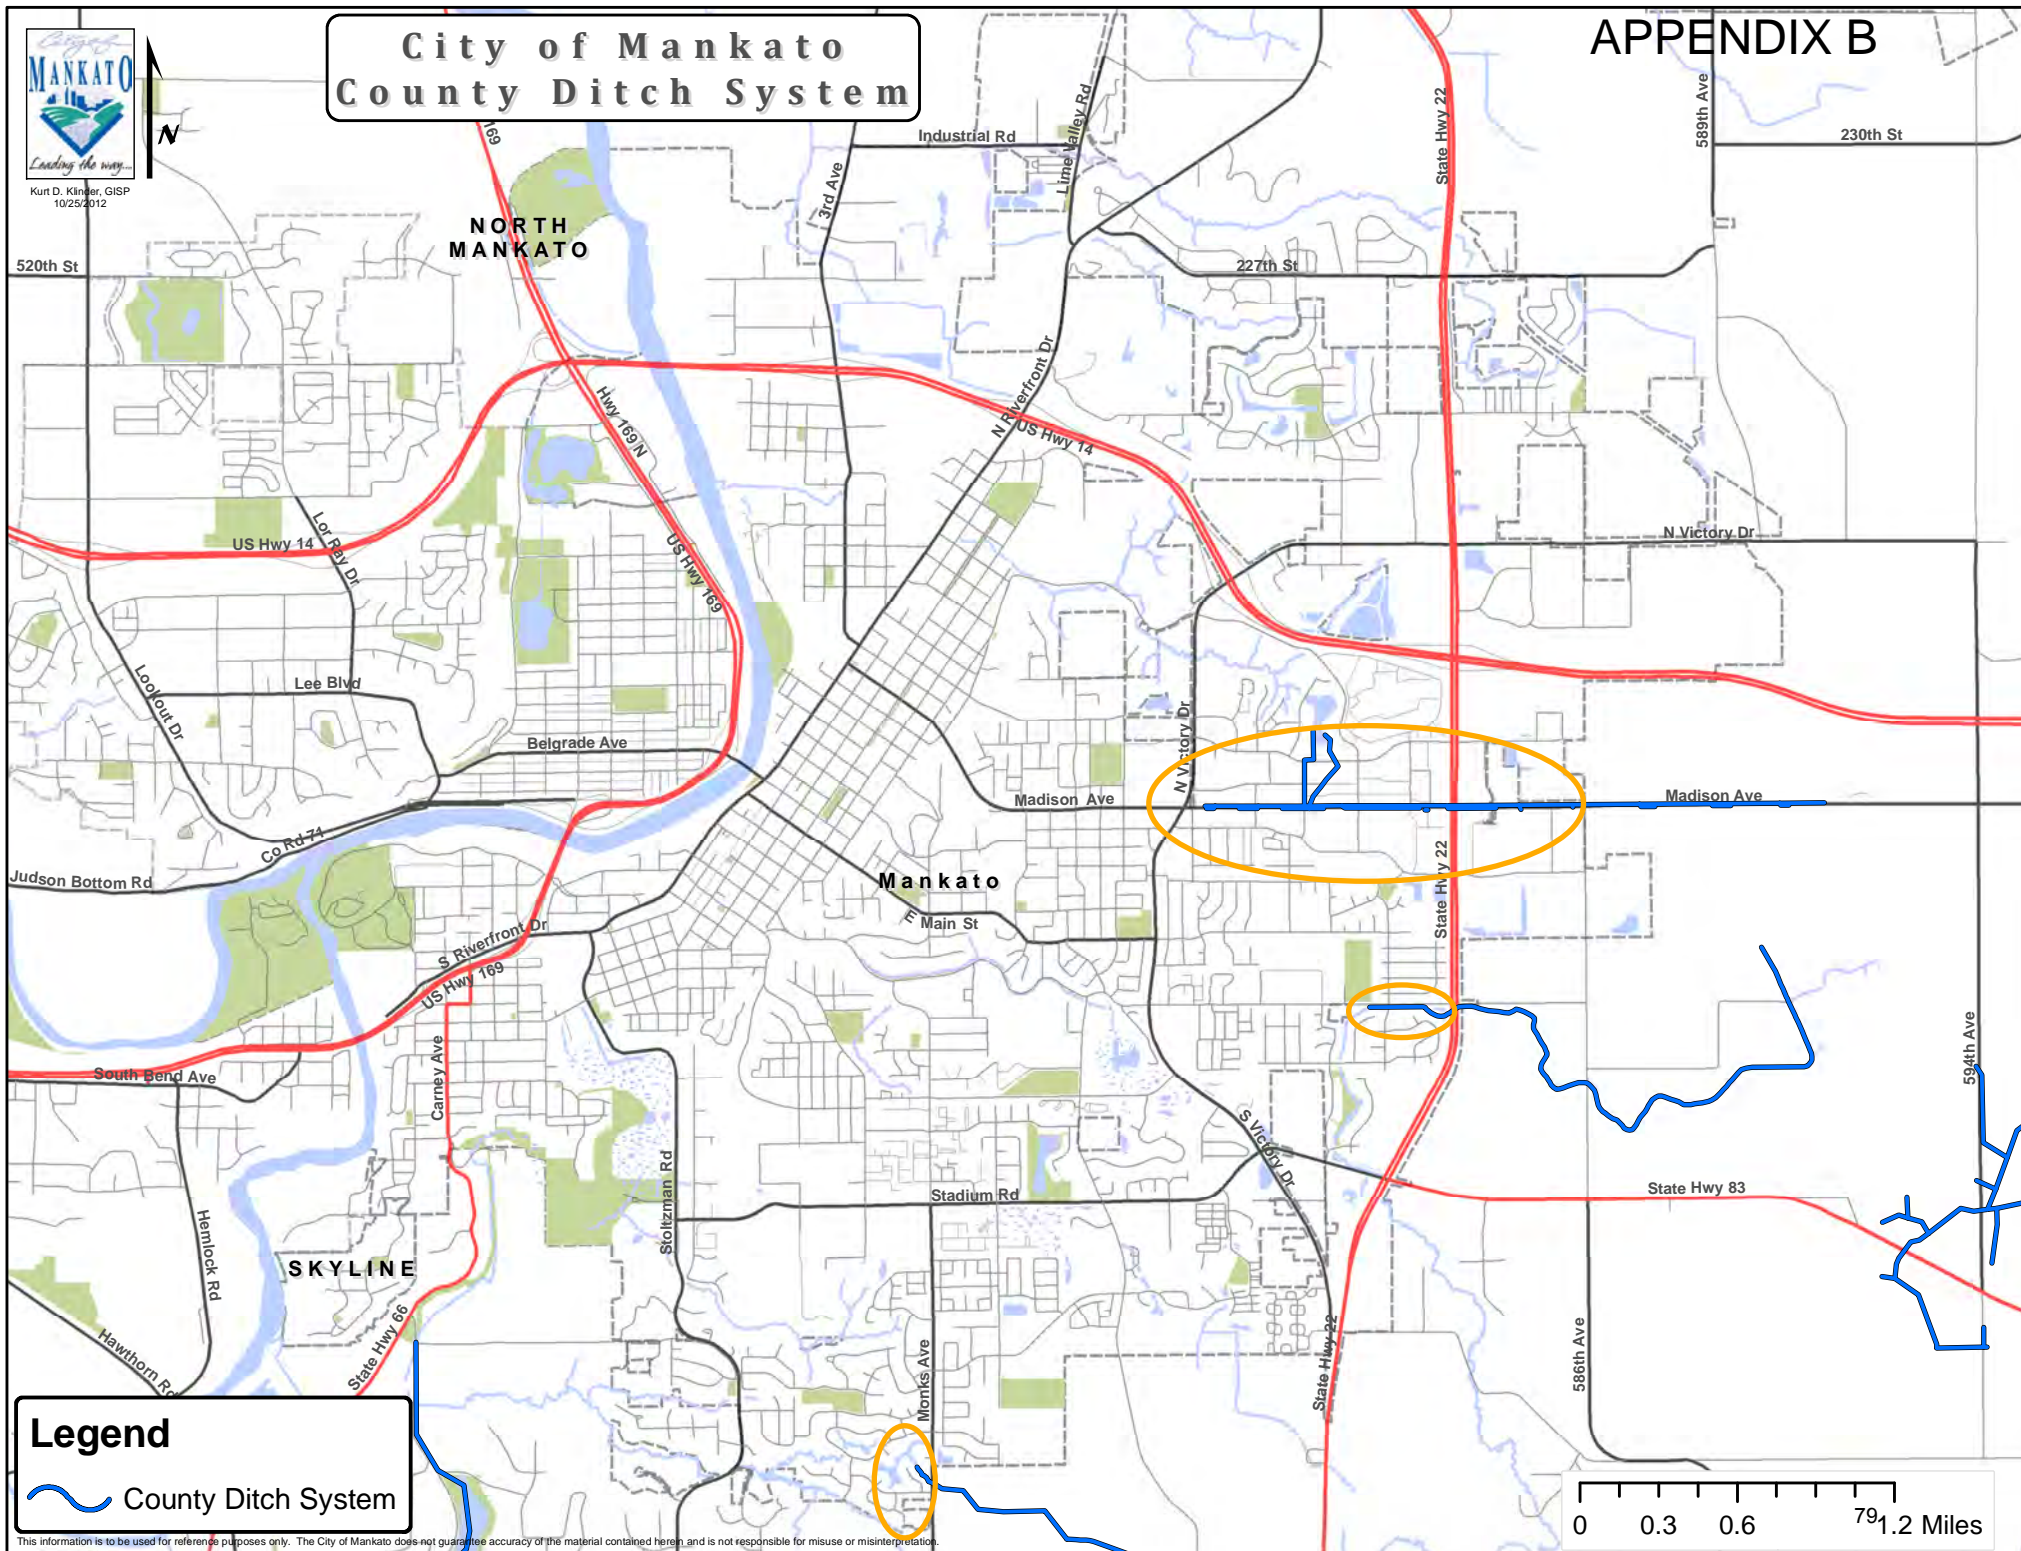 APPENDIX B
City of Mankato
County Ditch System
City of
MANKATO
Leading the way...
N
Kurt D. Klinder, GISP
10/25/2012
169
Industrial Rd
Lime Valley Rd
State Hwy 22
589th Ave
230th St
3rd Ave
NORTH
MANKATO
520th St
227th St
N Riverfront Dr
Hwy 169 N
US Hwy 14
Lor Ray Dr
US Hwy 14
US Hwy 169
N Victory Dr
Lookout Dr
Lee Blvd
Belgrade Ave
N Victory Dr
Madison Ave
Madison Ave
Co Rd 71
Judson Bottom Rd
Mankato
State Hwy 22
E Main St
S Riverfront Dr
US Hwy 169
South Bend Ave
Carney Ave
594th Ave
S Victory Dr
Stoltzman Rd
Stadium Rd
State Hwy 83
Hemlock Rd
SKYLINE
State Hwy 66
Hawthorn Rd
Monks Ave
State Hwy 22
586th Ave
Legend
County Ditch System
0 0.3 0.6 1.2 Miles
79
This information is to be used for reference purposes only. The City of Mankato does not guarantee accuracy of the material contained herein and is not responsible for misuse or misinterpretation.